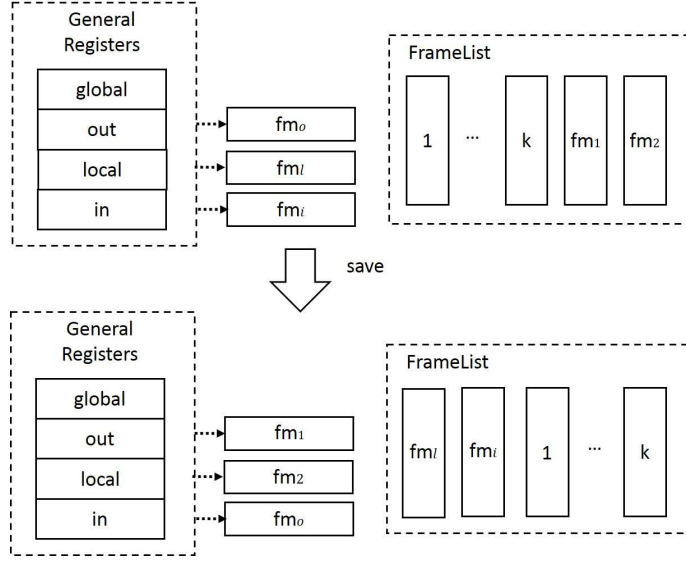 General
Registers
global
out
local
in
fmo
fml
fmi
FrameList
1
...
k
fm1
fm2
save
General
Registers
global
out
local
in
fm1
fm2
fmo
FrameList
fml
fmi
1
...
k